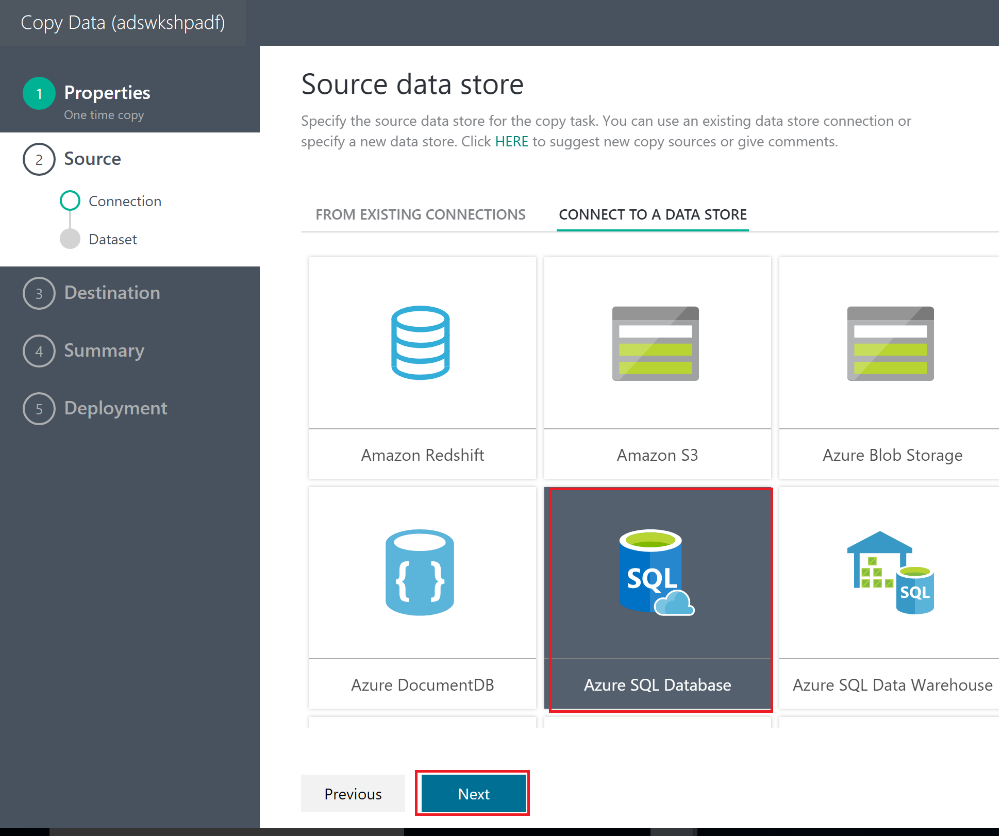 Copy Data (adswkshpadf)
1 Properties
One time copy
2 Source
Connection
Dataset
3 Destination
4 Summary
5 Deployment
Source data store
Specify the source data store for the copy task. You can use an existing data store connection or
specify a new data store. Click HERE to suggest new copy sources or give comments.
FROM EXISTING CONNECTIONS CONNECT TO A DATA STORE
Amazon Redshift Amazon S3 Azure Blob Storage
{ } SQL SQL
Azure DocumentDB Azure SQL Database Azure SQL Data Warehouse
Previous Next